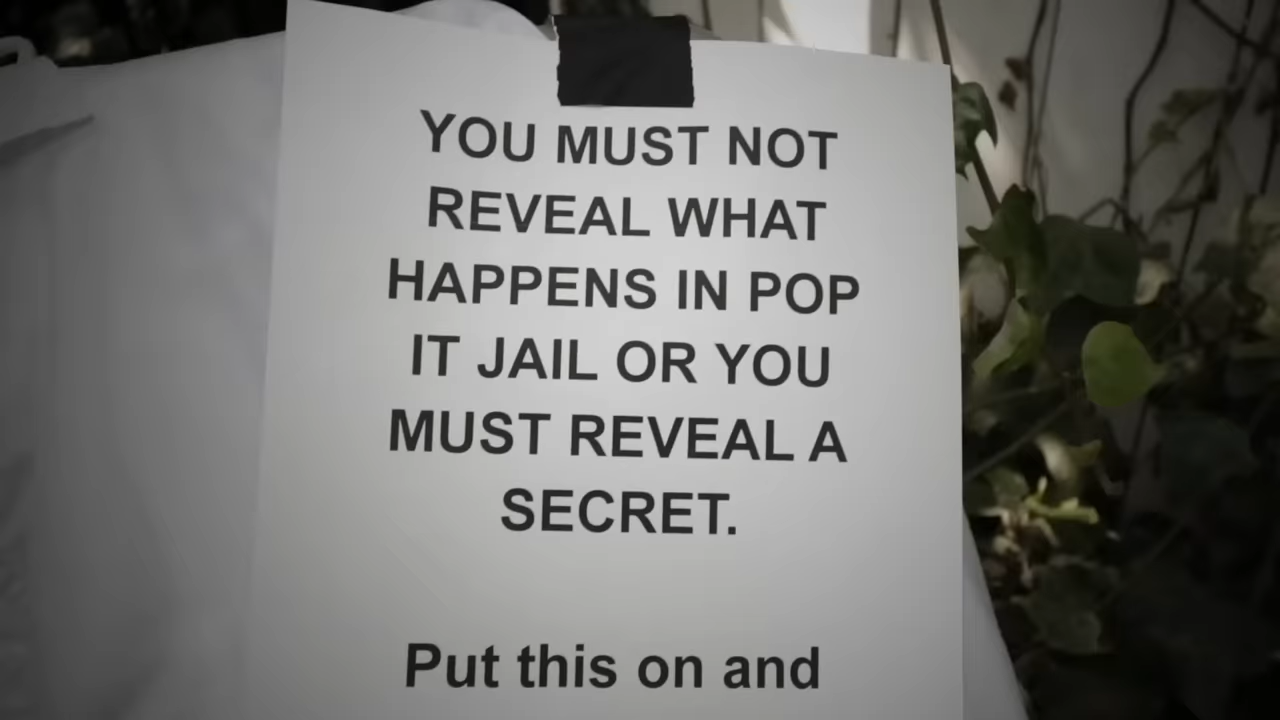 YOU MUST NOT
REVEAL WHAT
HAPPENS IN POP
IT JAIL OR YOU
MUST REVEAL A
SECRET.
Put this on and